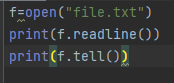 f=open("file.txt")
print(f.readline())
print(f.tell())